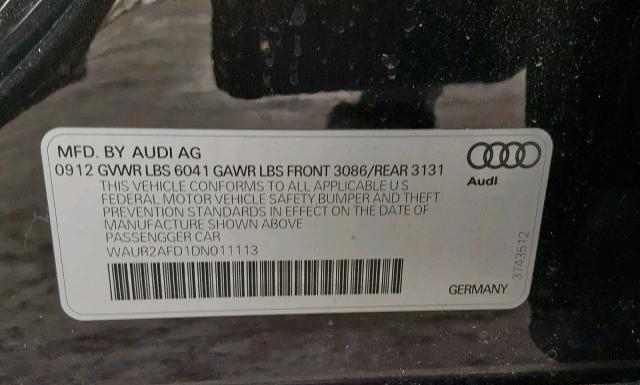 MFD. BY AUDI AG
0912 GVWR LBS 6041 GAWR LBS FRONT 3086/REAR 3131
THIS VEHICLE CONFORMS TO ALL APPLICABLE U S
FEDERAL MOTOR VEHICLE SAFETY BUMPER AND THEFT
PREVENTION STANDARDS IN EFFECT ON THE DATE OF
MANUFACTURE SHOWN ABOVE
PASSENGGER CAR
WAUR2AFD1DN011113
Audi
3743512
GERMANY